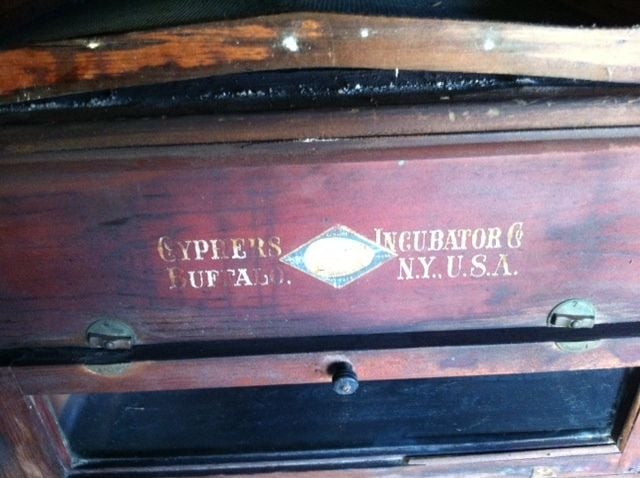 CYPHERS INCUBATOR Co
BUFFALO. N.Y., U.S.A.